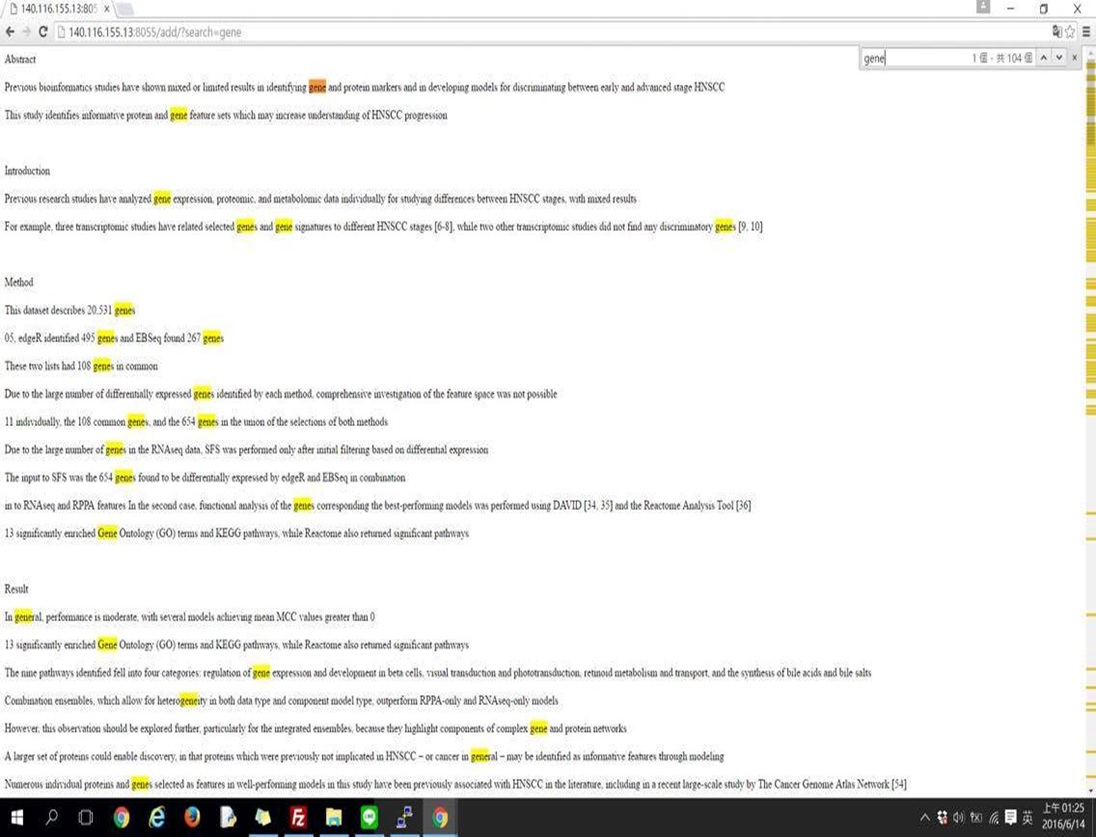 140.116.155.13:805
140.116.155.13:8055/add/?search=gene
gene 1 個 - 共 104 個
Abstract
Previous bioinformatics studies have shown mixed or limited results in identifying gene and protein markers and in developing models for discriminating between early and advanced stage HNSCC
This study identifies informative protein and gene feature sets which may increase understanding of HNSCC progression
Introduction
Previous research studies have analyzed gene expression, proteomic, and metabolomic data individually for studying differences between HNSCC stages, with mixed results
For example, three transcriptomic studies have related selected genes and gene signatures to different HNSCC stages [6-8], while two other transcriptomic studies did not find any discriminatory genes [9, 10]
Method
This dataset describes 20,531 genes
05, edgeR identified 495 genes and EBSeq found 267 genes
These two lists had 108 genes in common
Due to the large number of differentially expressed genes identified by each method, comprehensive investigation of the feature space was not possible
11 individually, the 108 common genes, and the 654 genes in the union of the selections of both methods
Due to the large number of genes in the RNAseq data, SFS was performed only after initial filtering based on differential expression
The input to SFS was the 654 genes found to be differentially expressed by edgeR and EBSeq in combination
in to RNAseq and RPPA features In the second case, functional analysis of the genes corresponding the best-performing models was performed using DAVID [34, 35] and the Reactome Analysis Tool [36]
13 significantly enriched Gene Ontology (GO) terms and KEGG pathways, while Reactome also returned significant pathways
Result
In general, performance is moderate, with several models achieving mean MCC values greater than 0
13 significantly enriched Gene Ontology (GO) terms and KEGG pathways, while Reactome also returned significant pathways
The nine pathways identified fell into four categories: regulation of gene expression and development in beta cells, visual transduction and phototransduction, retinoid metabolism and transport, and the synthesis of bile acids and bile salts
Combination ensembles, which allow for heterogeneity in both data type and component model type, outperform RPPA-only and RNAseq-only models
However, this observation should be explored further, particularly for the integrated ensembles, because they highlight components of complex gene and protein networks
A larger set of proteins could enable discovery, in that proteins which were previously not implicated in HNSCC – or cancer in general – may be identified as informative features through modeling
Numerous individual proteins and genes selected as features in well-performing models in this study have been previously associated with HNSCC in the literature, including in a recent large-scale study by The Cancer Genome Atlas Network [54]
英
上午 01:25
2016/6/14